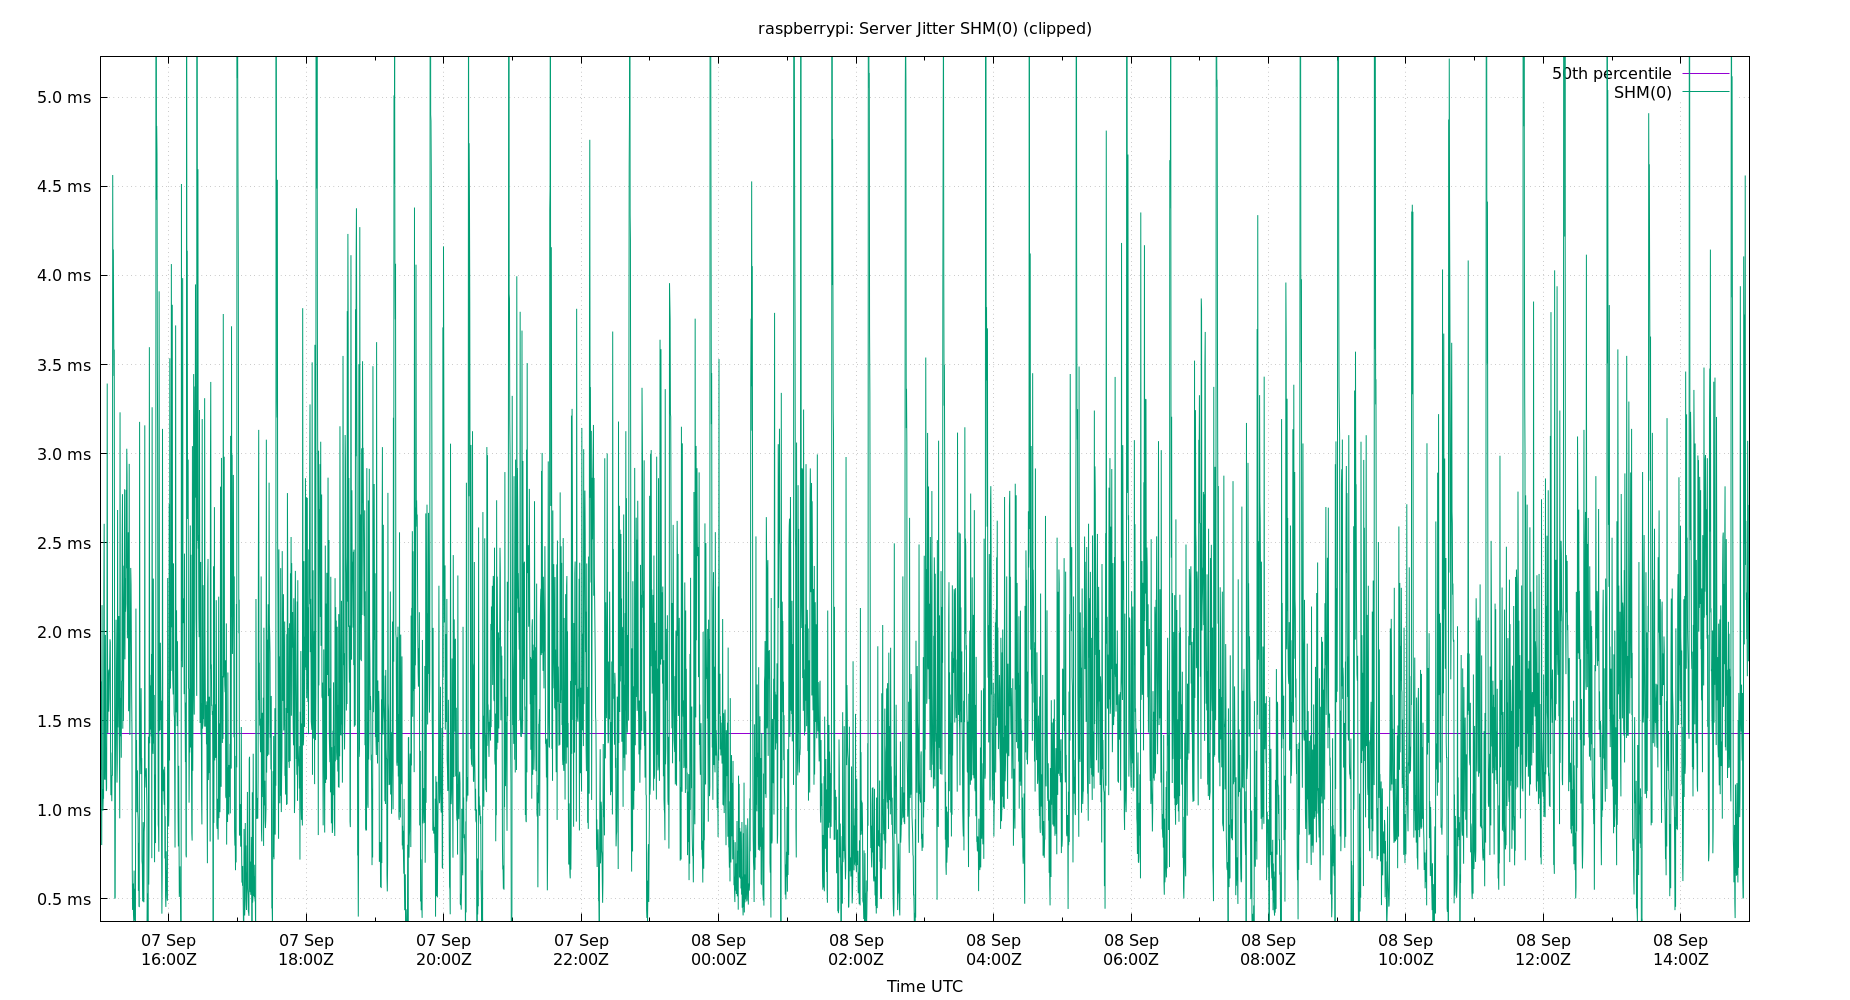 raspberrypi: Server Jitter SHM(0) (clipped)
50th percentile
SHM(0)
5.0 ms
4.5 ms
4.0 ms
3.5 ms
3.0 ms
2.5 ms
2.0 ms
1.5 ms
1.0 ms
0.5 ms
07 Sep 07 Sep 07 Sep 07 Sep 08 Sep 08 Sep 08 Sep 08 Sep 08 Sep 08 Sep 08 Sep 08 Sep
16:00Z 18:00Z 20:00Z 22:00Z 00:00Z 02:00Z 04:00Z 06:00Z 08:00Z 10:00Z 12:00Z 14:00Z
Time UTC